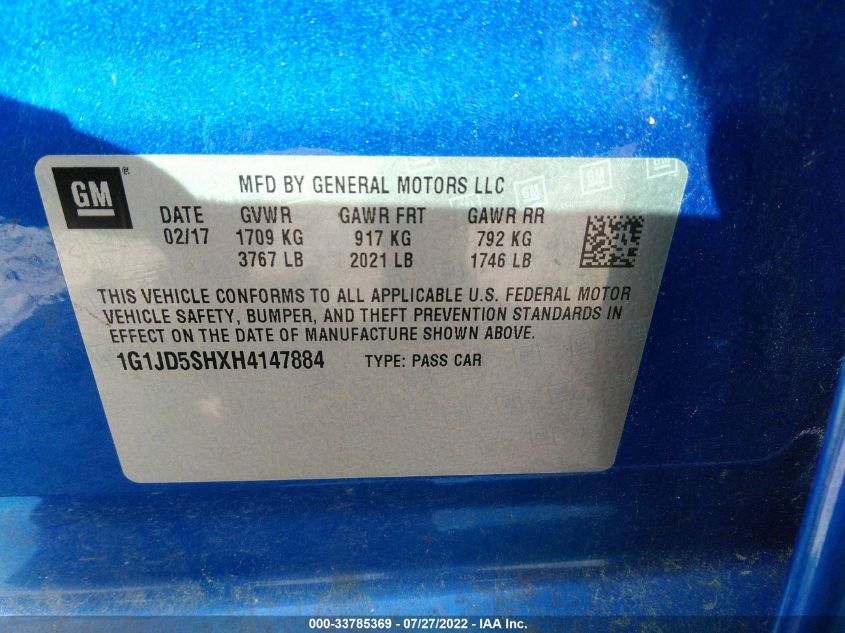 GM®
MFD BY GENERAL MOTORS LLC
DATE GVWR GAWR FRT GAWR RR
02/17 1709 KG 917 KG 792 KG
3767 LB 2021 LB 1746 LB
THIS VEHICLE CONFORMS TO ALL APPLICABLE U.S. FEDERAL MOTOR
VEHICLE SAFETY, BUMPER, AND THEFT PREVENTION STANDARDS IN
EFFECT ON THE DATE OF MANUFACTURE SHOWN ABOVE.
1G1JD5SHXH4147884 TYPE: PASS CAR
000-33785369 - 07/27/2022 - IAA Inc.